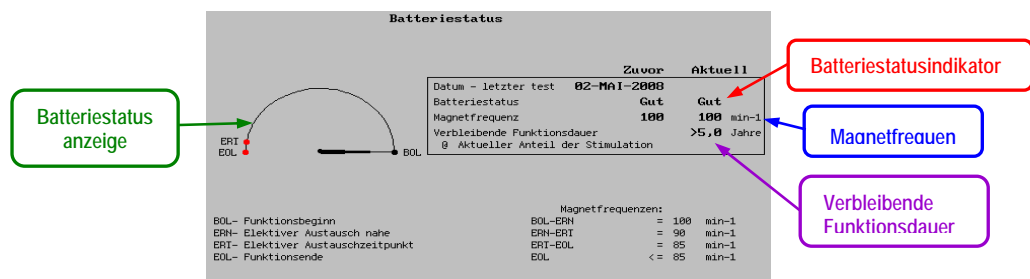 Batteriestatus
Zuvor Aktuell
Datum - letzter test 02-MAI-2008
Batteriestatus Gut Gut
Magnetfrequenz 100 100 min-1
Verbleibende Funktionsdauer >5,0 Jahre
@ Aktueller Anteil der Stimulation
ERI
EOL
BOL
Batteriestatus
anzeige
Batteriestatusindikator
Magnetfrequen
Verbleibende
Funktionsdauer
Magnetfrequenzen:
BOL- Funktionsbeginn BOL-ERN = 100 min-1
ERN- Elektiver Austausch nahe ERN-ERI = 90 min-1
ERI- Elektiver Austauschzeitpunkt ERI-EOL = 85 min-1
EOL- Funktionsende EOL <= 85 min-1